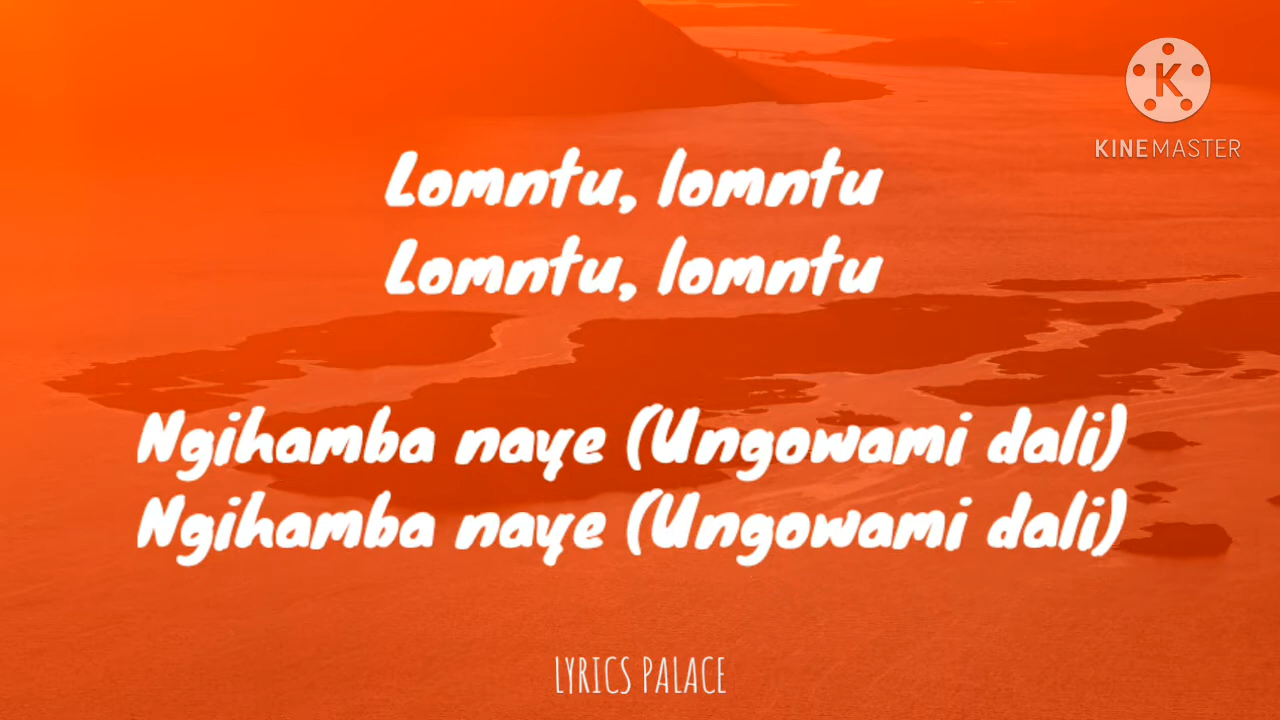 K
KINEMASTER
Lomntu, lomntu
Lomntu, lomntu
Ngihamba naye (Ungowami dali)
Ngihamba naye (Ungowami dali)
LYRICS PALACE